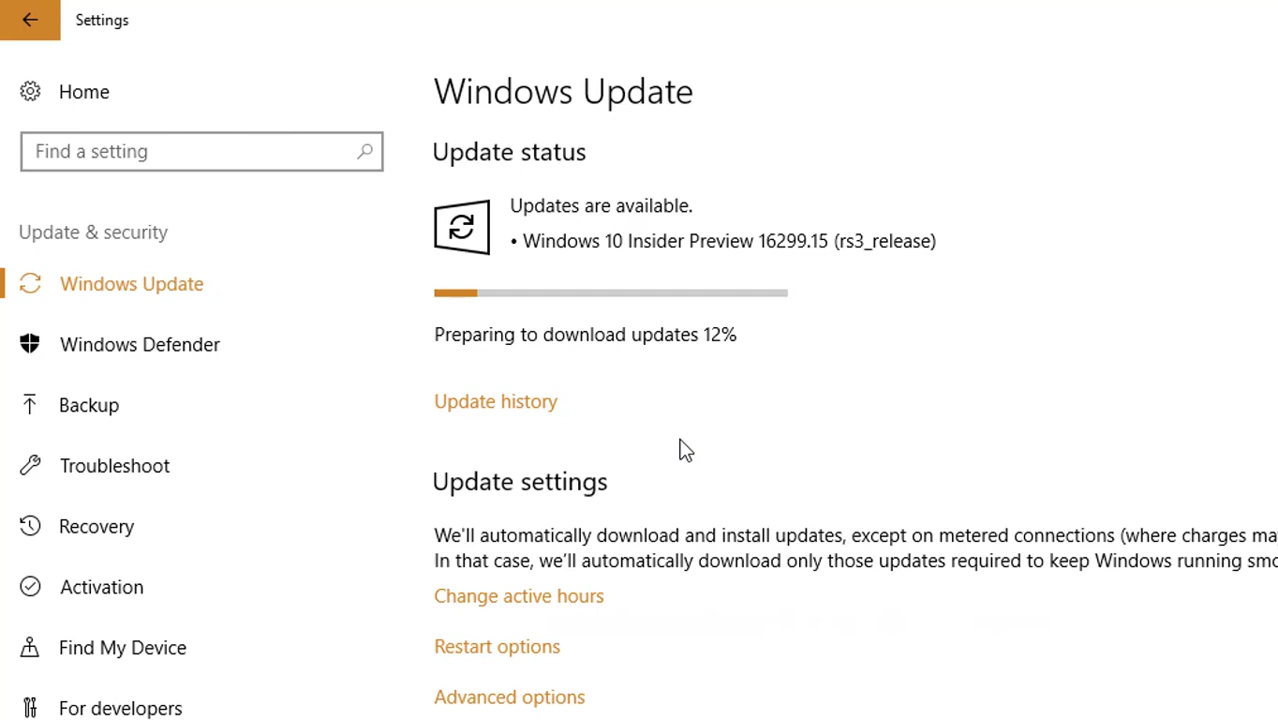 Settings
Home
Find a setting
Update & security
Windows Update
Windows Defender
Backup
Troubleshoot
Recovery
Activation
Find My Device
For developers
Windows Update
Update status
Updates are available.
• Windows 10 Insider Preview 16299.15 (rs3_release)
Preparing to download updates 12%
Update history
Update settings
We'll automatically download and install updates, except on metered connections (where charges ma
In that case, we'll automatically download only those updates required to keep Windows running smo
Change active hours
Restart options
Advanced options